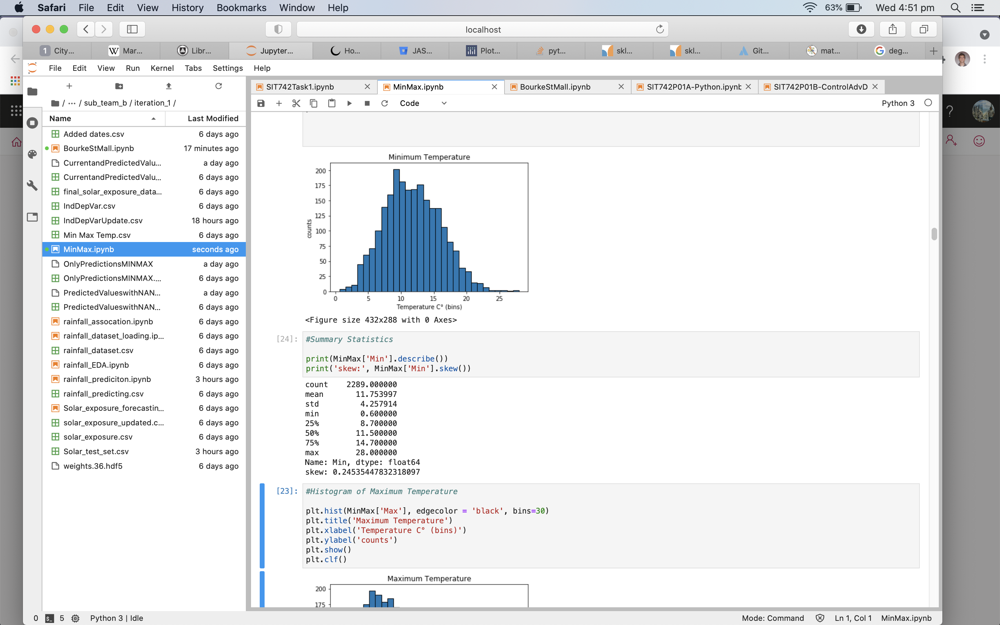 Safari File Edit View History Bookmarks Window Help 63% Wed 4:51 pm
localhost
1 City... W Mar... Libr... Jupyter... Ho... JAS... Plot... pyt... skl... skl... Git... mat... deg...
File Edit View Run Kernel Tabs Settings Help
SIT742Task1.ipynb MinMax.ipynb BourkeStMall.ipynb SIT742P01A-Python.ipynb SIT742P01B-ControlAdvD
/ ··· / sub_team_b / iteration_1 /
Code Python 3
Name Last Modified
Added dates.csv 6 days ago
BourkeStMall.ipynb 17 minutes ago
CurrentandPredictedValu... a day ago
CurrentandPredictedValu... 6 days ago
final_solar_exposure_data... 6 days ago
IndDepVar.csv 6 days ago
IndDepVarUpdate.csv 18 hours ago
Min Max Temp.csv 6 days ago
MinMax.ipynb seconds ago
OnlyPredictionsMINMAX a day ago
OnlyPredictionsMINMAX.... 6 days ago
PredictedValueswithNAN... a day ago
PredictedValueswithNAN... 6 days ago
rainfall_assocation.ipynb 6 days ago
rainfall_dataset_loading.ip... 6 days ago
rainfall_dataset.csv 6 days ago
rainfall_EDA.ipynb 6 days ago
rainfall_prediciton.ipynb 3 hours ago
rainfall_predicting.csv 6 days ago
Solar_exposure_forecastin... 6 days ago
solar_exposure_updated.c... 6 days ago
solar_exposure.csv 6 days ago
Solar_test_set.csv 3 hours ago
weights.36.hdf5 6 days ago
Minimum Temperature
200
175
150
125
100
75
50
25
0
counts
0 5 10 15 20 25
Temperature C° (bins)
<Figure size 432x288 with 0 Axes>
[24]: #Summary Statistics
print(MinMax['Min'].describe())
print('skew:', MinMax['Min'].skew())
count 2289.000000
mean 11.753997
std 4.257914
min 0.600000
25% 8.700000
50% 11.500000
75% 14.700000
max 28.000000
Name: Min, dtype: float64
skew: 0.24535447832318097
[23]: #Histogram of Maximum Temperature
plt.hist(MinMax['Max'], edgecolor = 'black', bins=30)
plt.title('Maximum Temperature')
plt.xlabel('Temperature C° (bins)')
plt.ylabel('counts')
plt.show()
plt.clf()
Maximum Temperature
200
175
0 $_ 5 Python 3 | Idle Mode: Command Ln 1, Col 1 MinMax.ipynb